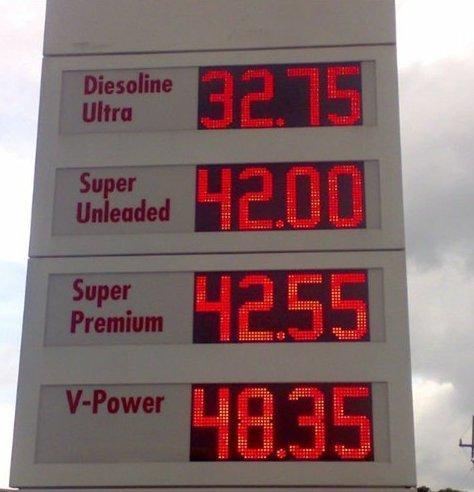 Diesoline 32.75
Ultra
Super 42.00
Unleaded
Super 42.55
Premium
V-Power 48.35